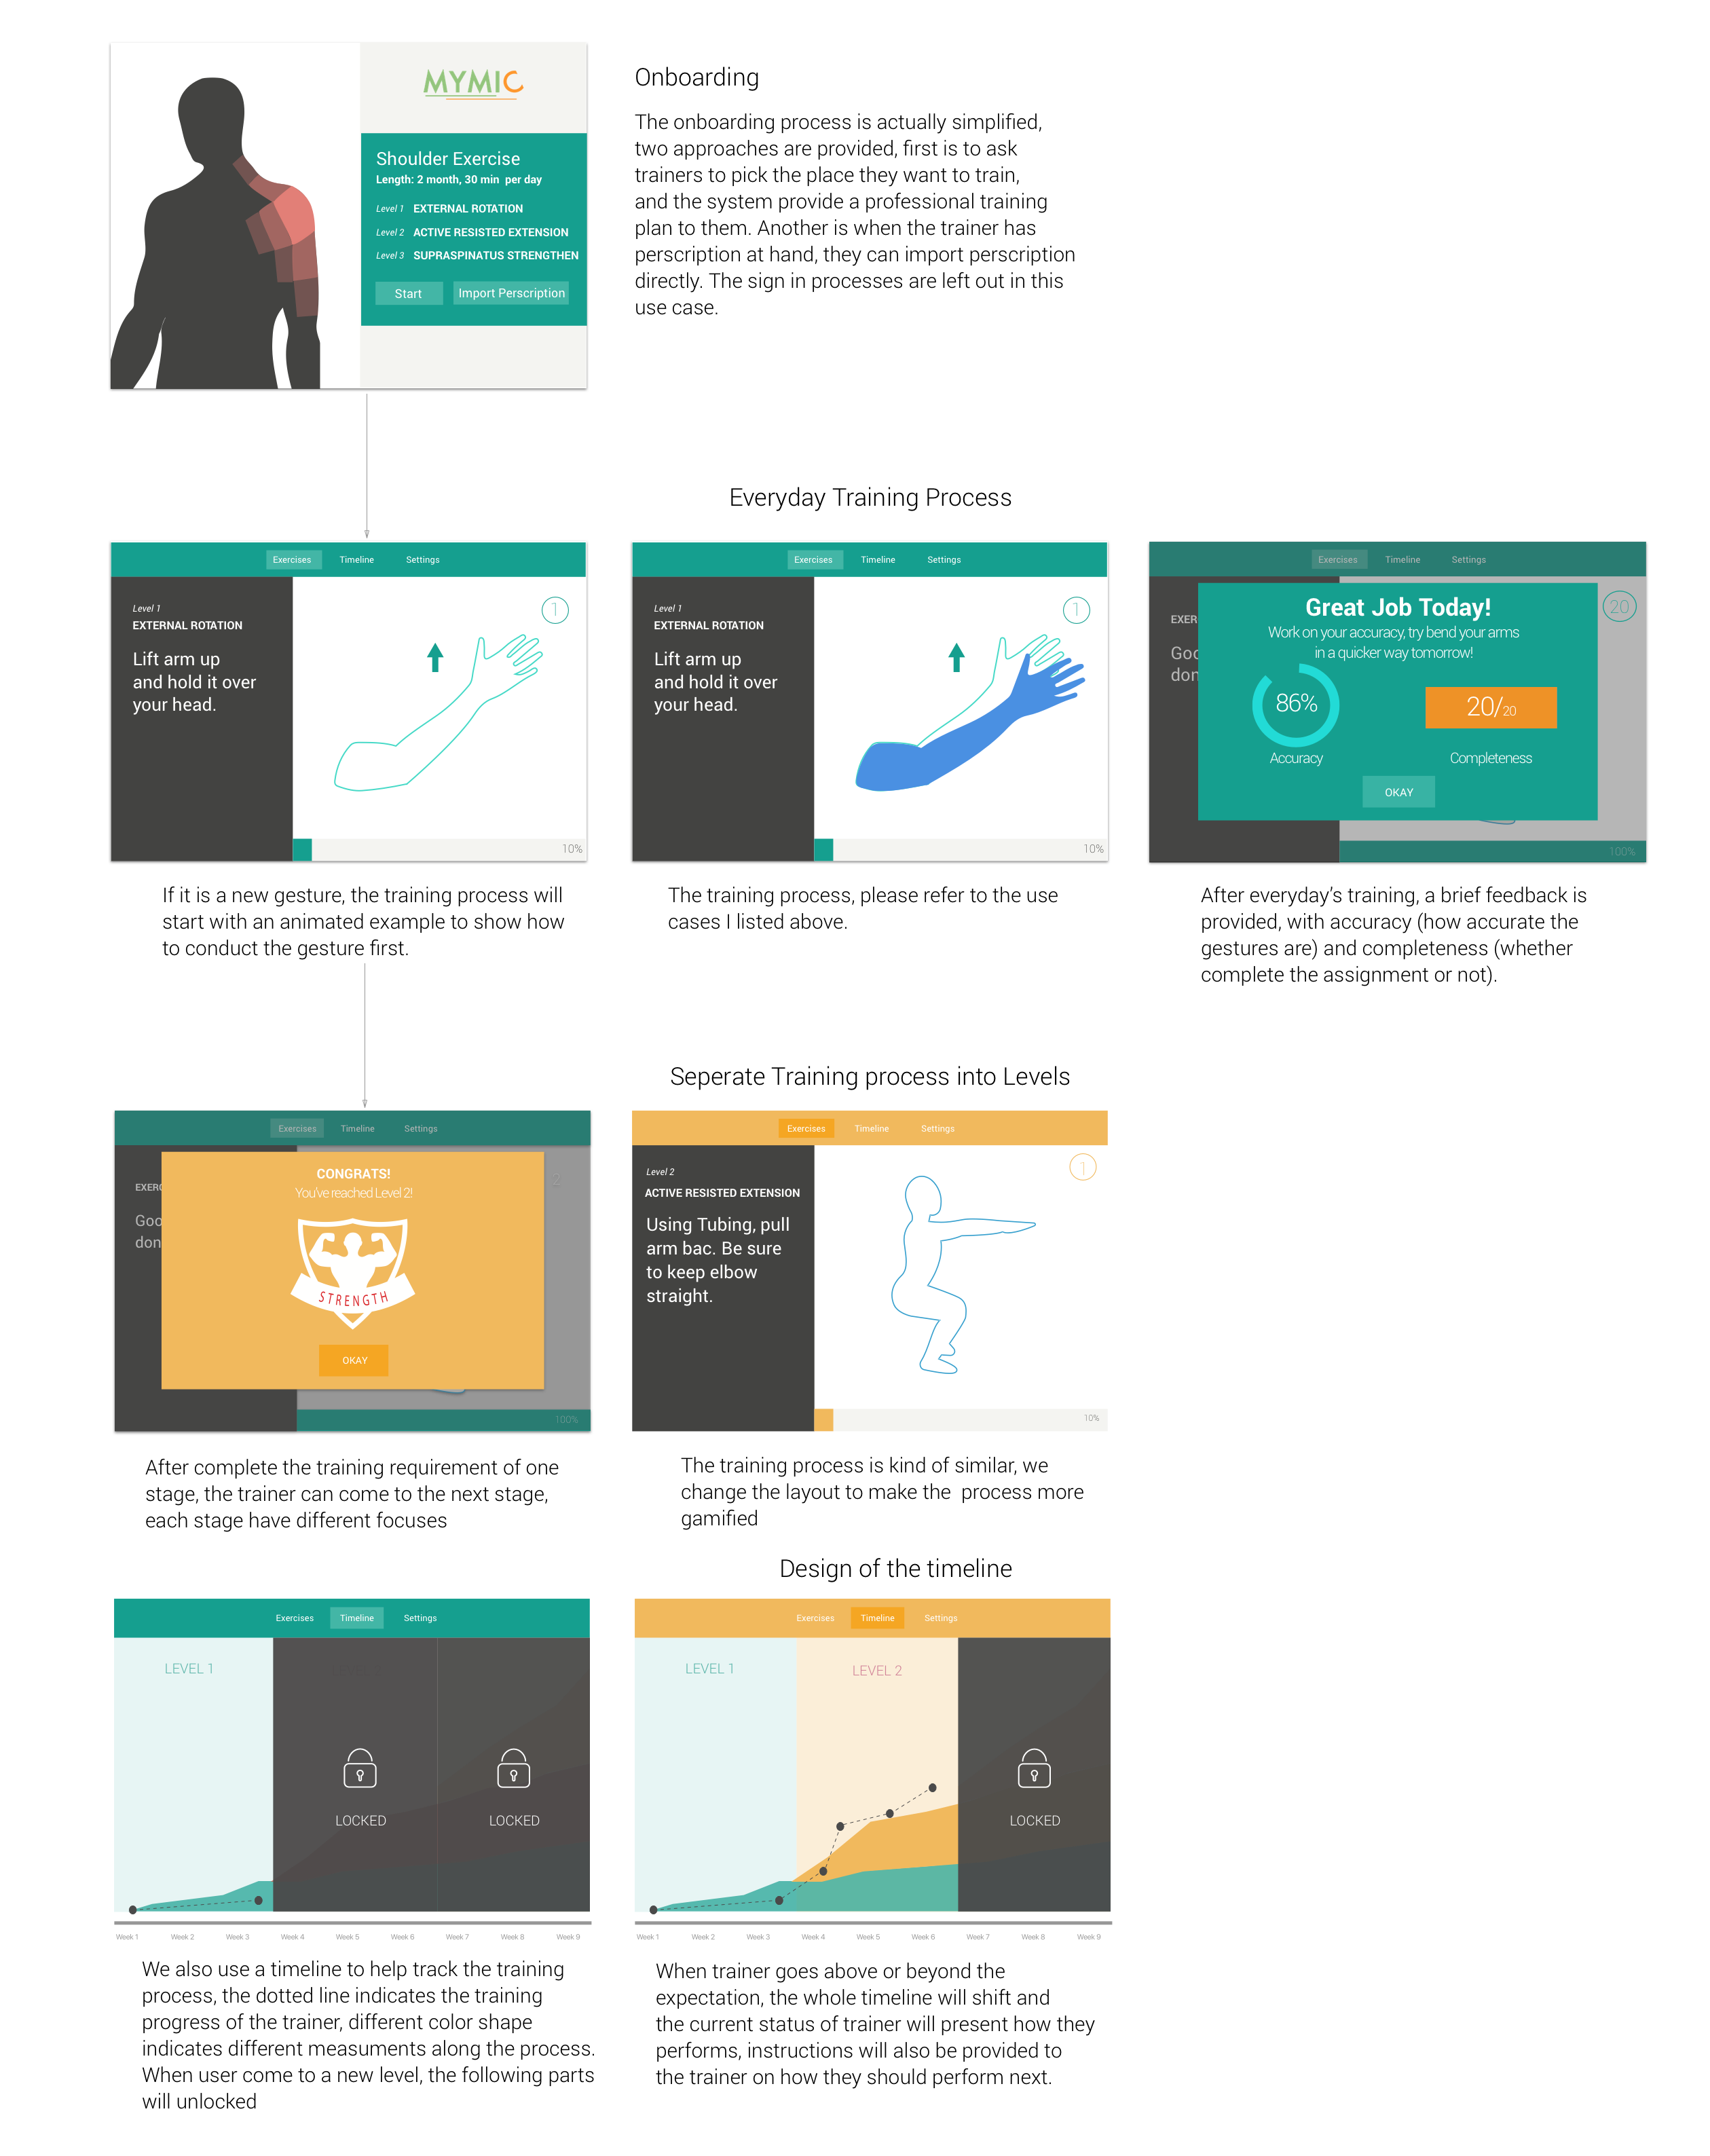 MYMIC
Shoulder Exercise
Length: 2 month, 30 min per day
Level 1 EXTERNAL ROTATION
Level 2 ACTIVE RESISTED EXTENSION
Level 3 SUPRASPINATUS STRENGTHEN
Start Import Perscription
Onboarding
The onboarding process is actually simplified,
two approaches are provided, first is to ask
trainers to pick the place they want to train,
and the system provide a professional training
plan to them. Another is when the trainer has
perscription at hand, they can import perscription
directly. The sign in processes are left out in this
use case.
Everyday Training Process
Exercises Timeline Settings
Level 1
EXTERNAL ROTATION
Lift arm up
and hold it over
your head.
1
10%
If it is a new gesture, the training process will
start with an animated example to show how
to conduct the gesture first.
Exercises Timeline Settings
Level 1
EXTERNAL ROTATION
Lift arm up
and hold it over
your head.
1
10%
The training process, please refer to the use
cases I listed above.
Exercises Timeline Settings
EXER
Goo
don
20
Great Job Today!
Work on your accuracy, try bend your arms
in a quicker way tomorrow!
86%
Accuracy
20/20
Completeness
OKAY
100%
After everyday's training, a brief feedback is
provided, with accuracy (how accurate the
gestures are) and completeness (whether
complete the assignment or not).
Seperate Training process into Levels
Exercises Timeline Settings
EXERC
Goo
don
2
CONGRATS!
You've reached Level 2!
STRENGTH
OKAY
100%
After complete the training requirement of one
stage, the trainer can come to the next stage,
each stage have different focuses
Exercises Timeline Settings
Level 2
ACTIVE RESISTED EXTENSION
Using Tubing, pull
arm bac. Be sure
to keep elbow
straight.
1
10%
The training process is kind of similar, we
change the layout to make the process more
gamified
Design of the timeline
Exercises Timeline Settings
LEVEL 1
LOCKED
LOCKED
Week 1 Week 2 Week 3 Week 4 Week 5 Week 6 Week 7 Week 8 Week 9
We also use a timeline to help track the training
process, the dotted line indicates the training
progress of the trainer, different color shape
indicates different measuments along the process.
When user come to a new level, the following parts
will unlocked
Exercises Timeline Settings
LEVEL 1
LEVEL 2
LOCKED
Week 1 Week 2 Week 3 Week 4 Week 5 Week 6 Week 7 Week 8 Week 9
When trainer goes above or beyond the
expectation, the whole timeline will shift and
the current status of trainer will present how they
performs, instructions will also be provided to
the trainer on how they should perform next.